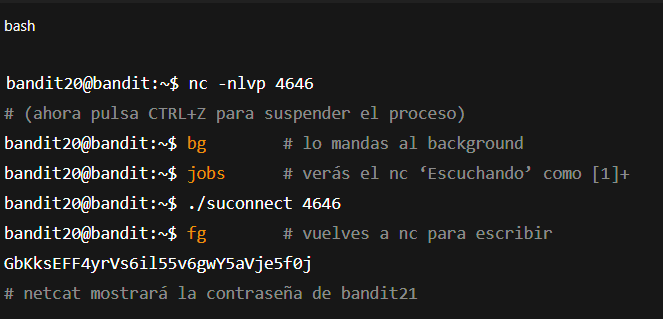 bash
bandit20@bandit:~$ nc -nlvp 4646
# (ahora pulsa CTRL+Z para suspender el proceso)
bandit20@bandit:~$ bg # lo mandas al background
bandit20@bandit:~$ jobs # verás el nc ‘Escuchando’ como [1]+
bandit20@bandit:~$ ./suconnect 4646
bandit20@bandit:~$ fg # vuelves a nc para escribir
GbKksEFF4yrVs6il55v6gwY5aVje5f0j
# netcat mostrará la contraseña de bandit21